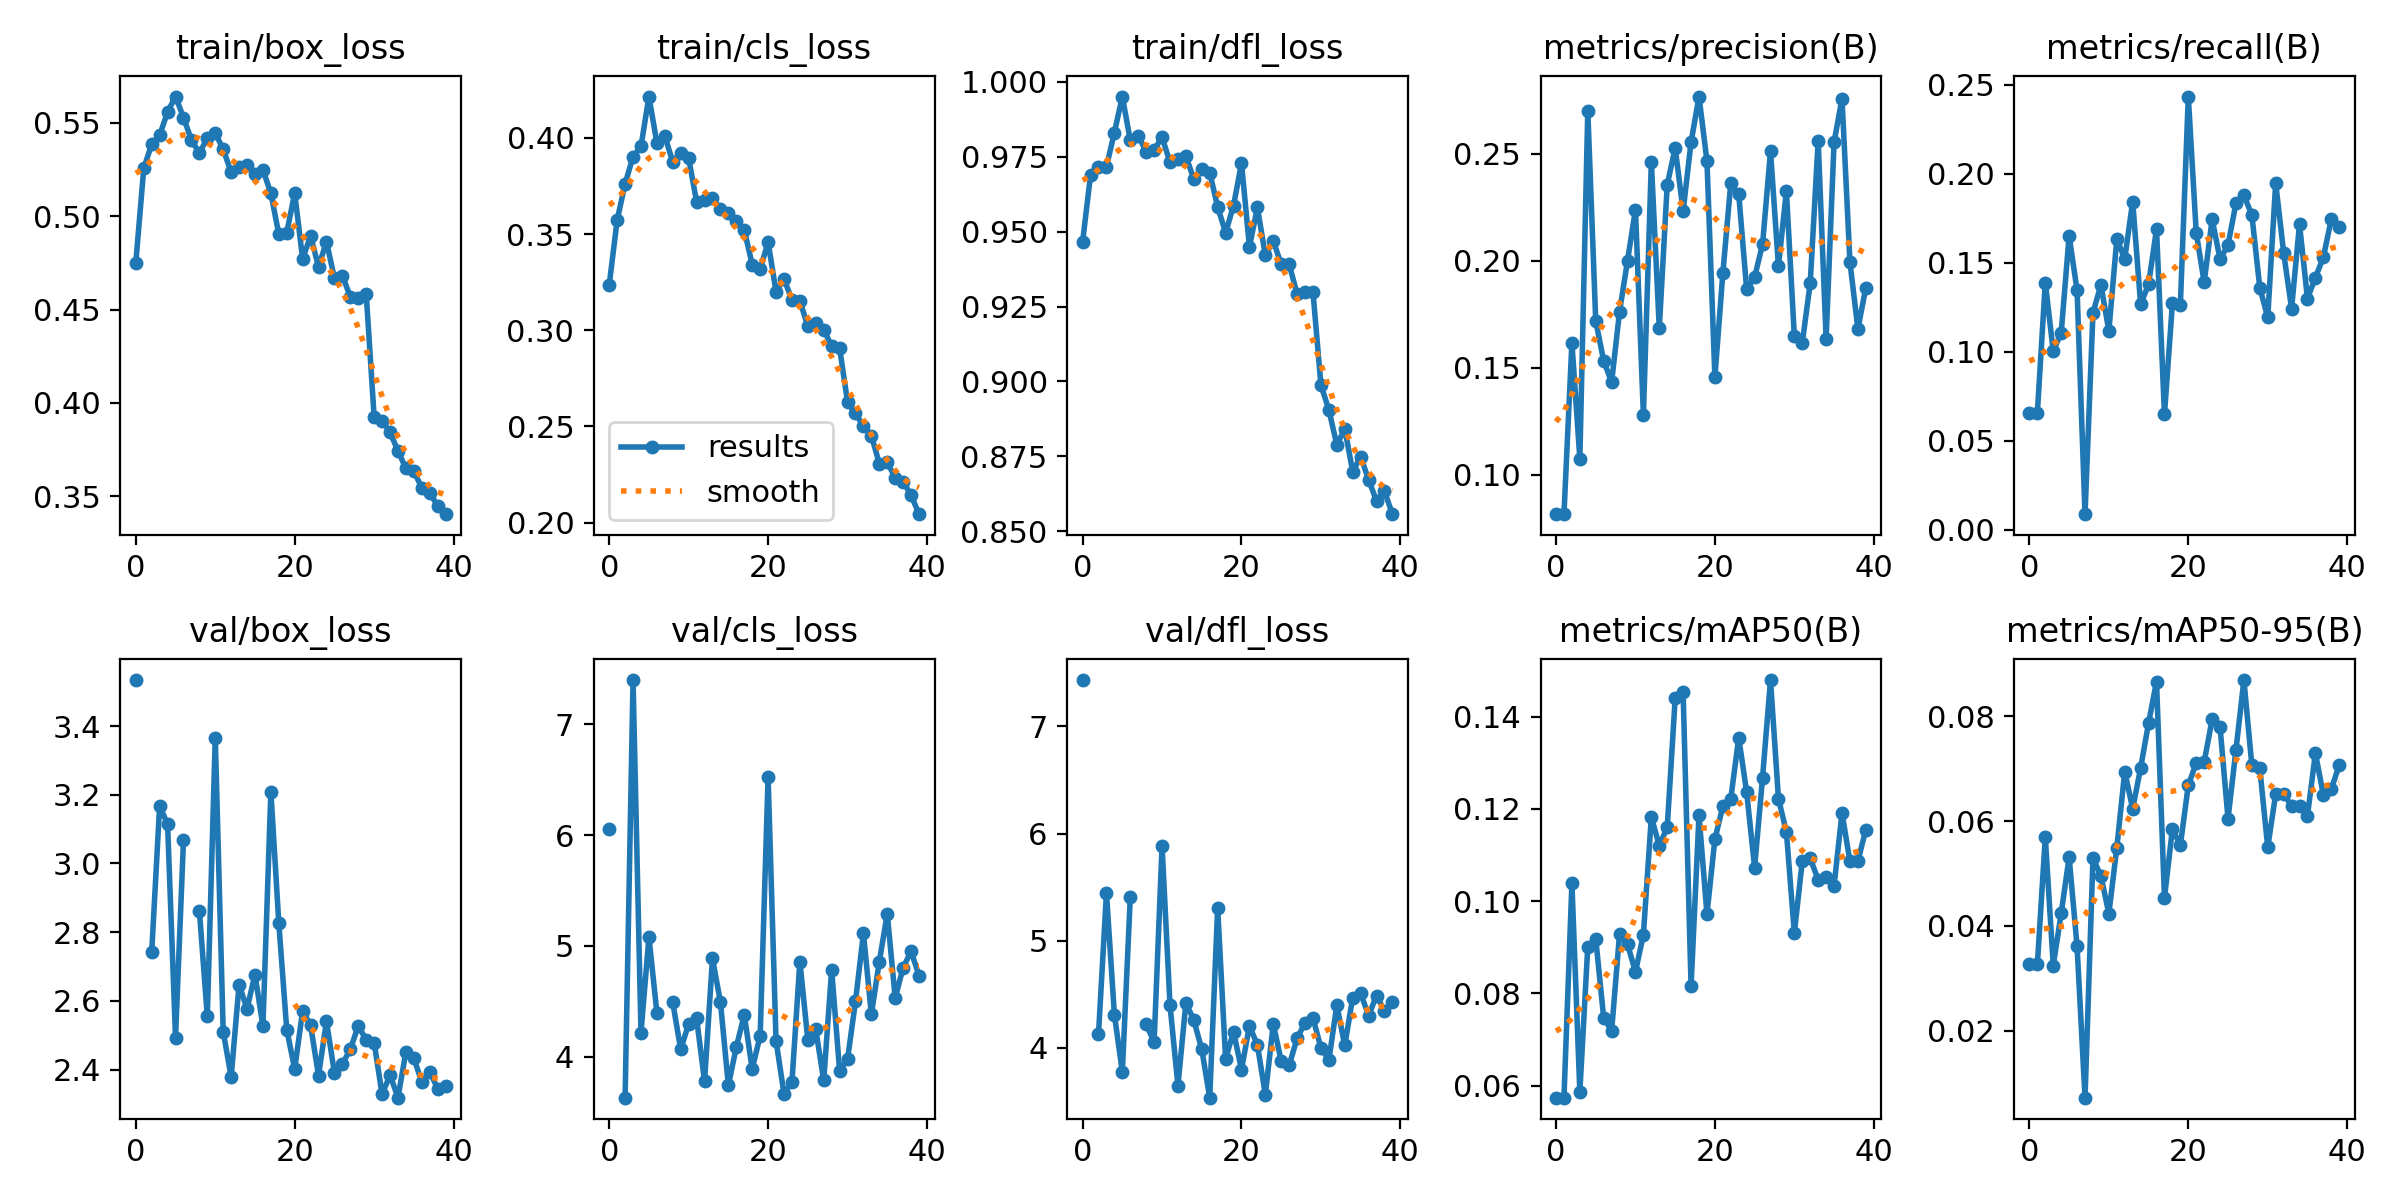 train/box_loss
0.55
0.50
0.45
0.40
0.35
0 20 40
train/cls_loss
0.40
0.35
0.30
0.25
0.20
results
smooth
0 20 40
train/dfl_loss
1.000
0.975
0.950
0.925
0.900
0.875
0.850
0 20 40
metrics/precision(B)
0.25
0.20
0.15
0.10
0 20 40
metrics/recall(B)
0.25
0.20
0.15
0.10
0.05
0.00
0 20 40
val/box_loss
3.4
3.2
3.0
2.8
2.6
2.4
0 20 40
val/cls_loss
7
6
5
4
0 20 40
val/dfl_loss
7
6
5
4
0 20 40
metrics/mAP50(B)
0.14
0.12
0.10
0.08
0.06
0 20 40
metrics/mAP50-95(B)
0.08
0.06
0.04
0.02
0 20 40